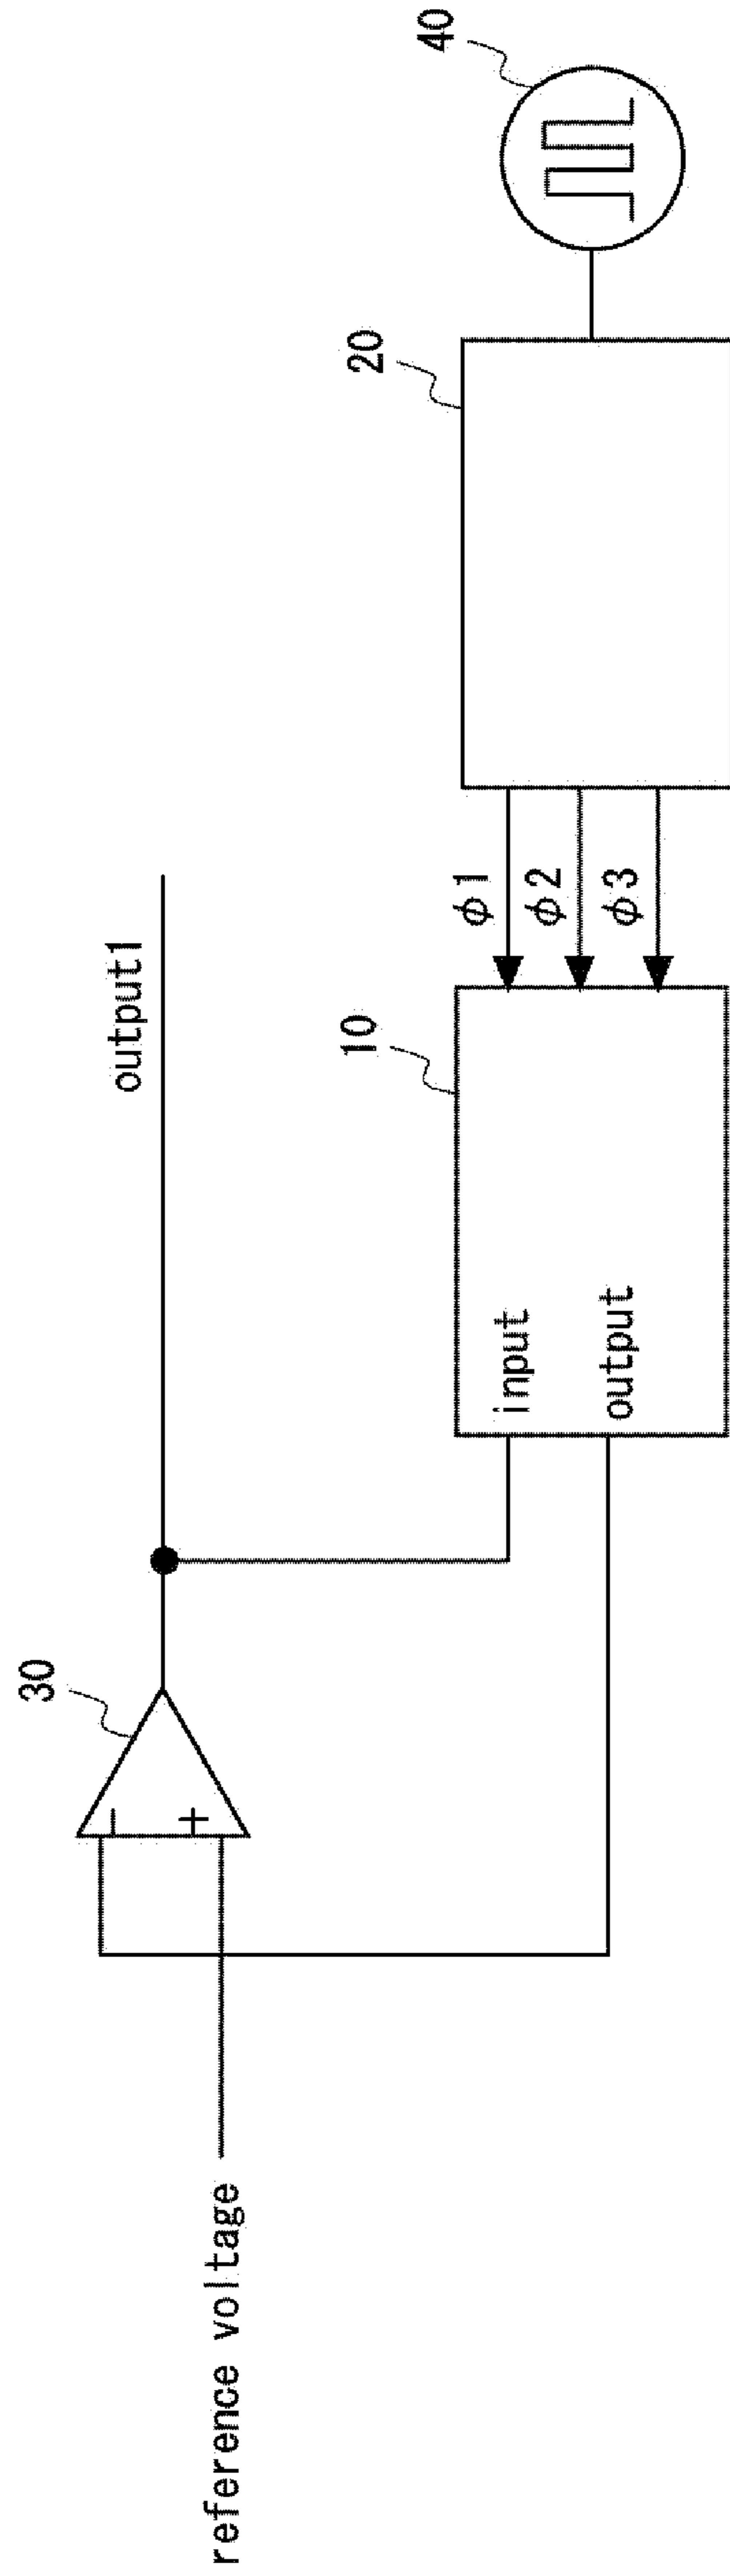 reference voltage
−
+
30
output1
input
output
10
φ1
φ2
φ3
20
40